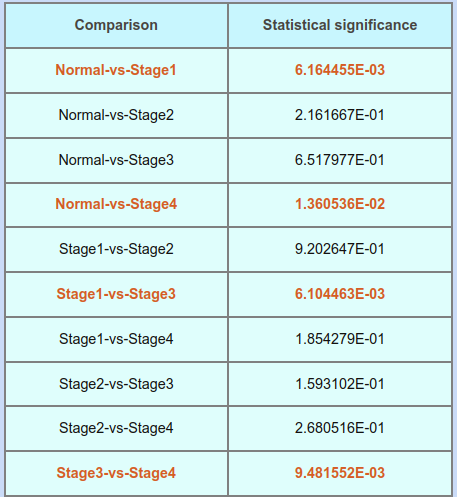 Comparison Statistical significance
Normal-vs-Stage1 6.164455E-03
Normal-vs-Stage2 2.161667E-01
Normal-vs-Stage3 6.517977E-01
Normal-vs-Stage4 1.360536E-02
Stage1-vs-Stage2 9.202647E-01
Stage1-vs-Stage3 6.104463E-03
Stage1-vs-Stage4 1.854279E-01
Stage2-vs-Stage3 1.593102E-01
Stage2-vs-Stage4 2.680516E-01
Stage3-vs-Stage4 9.481552E-03